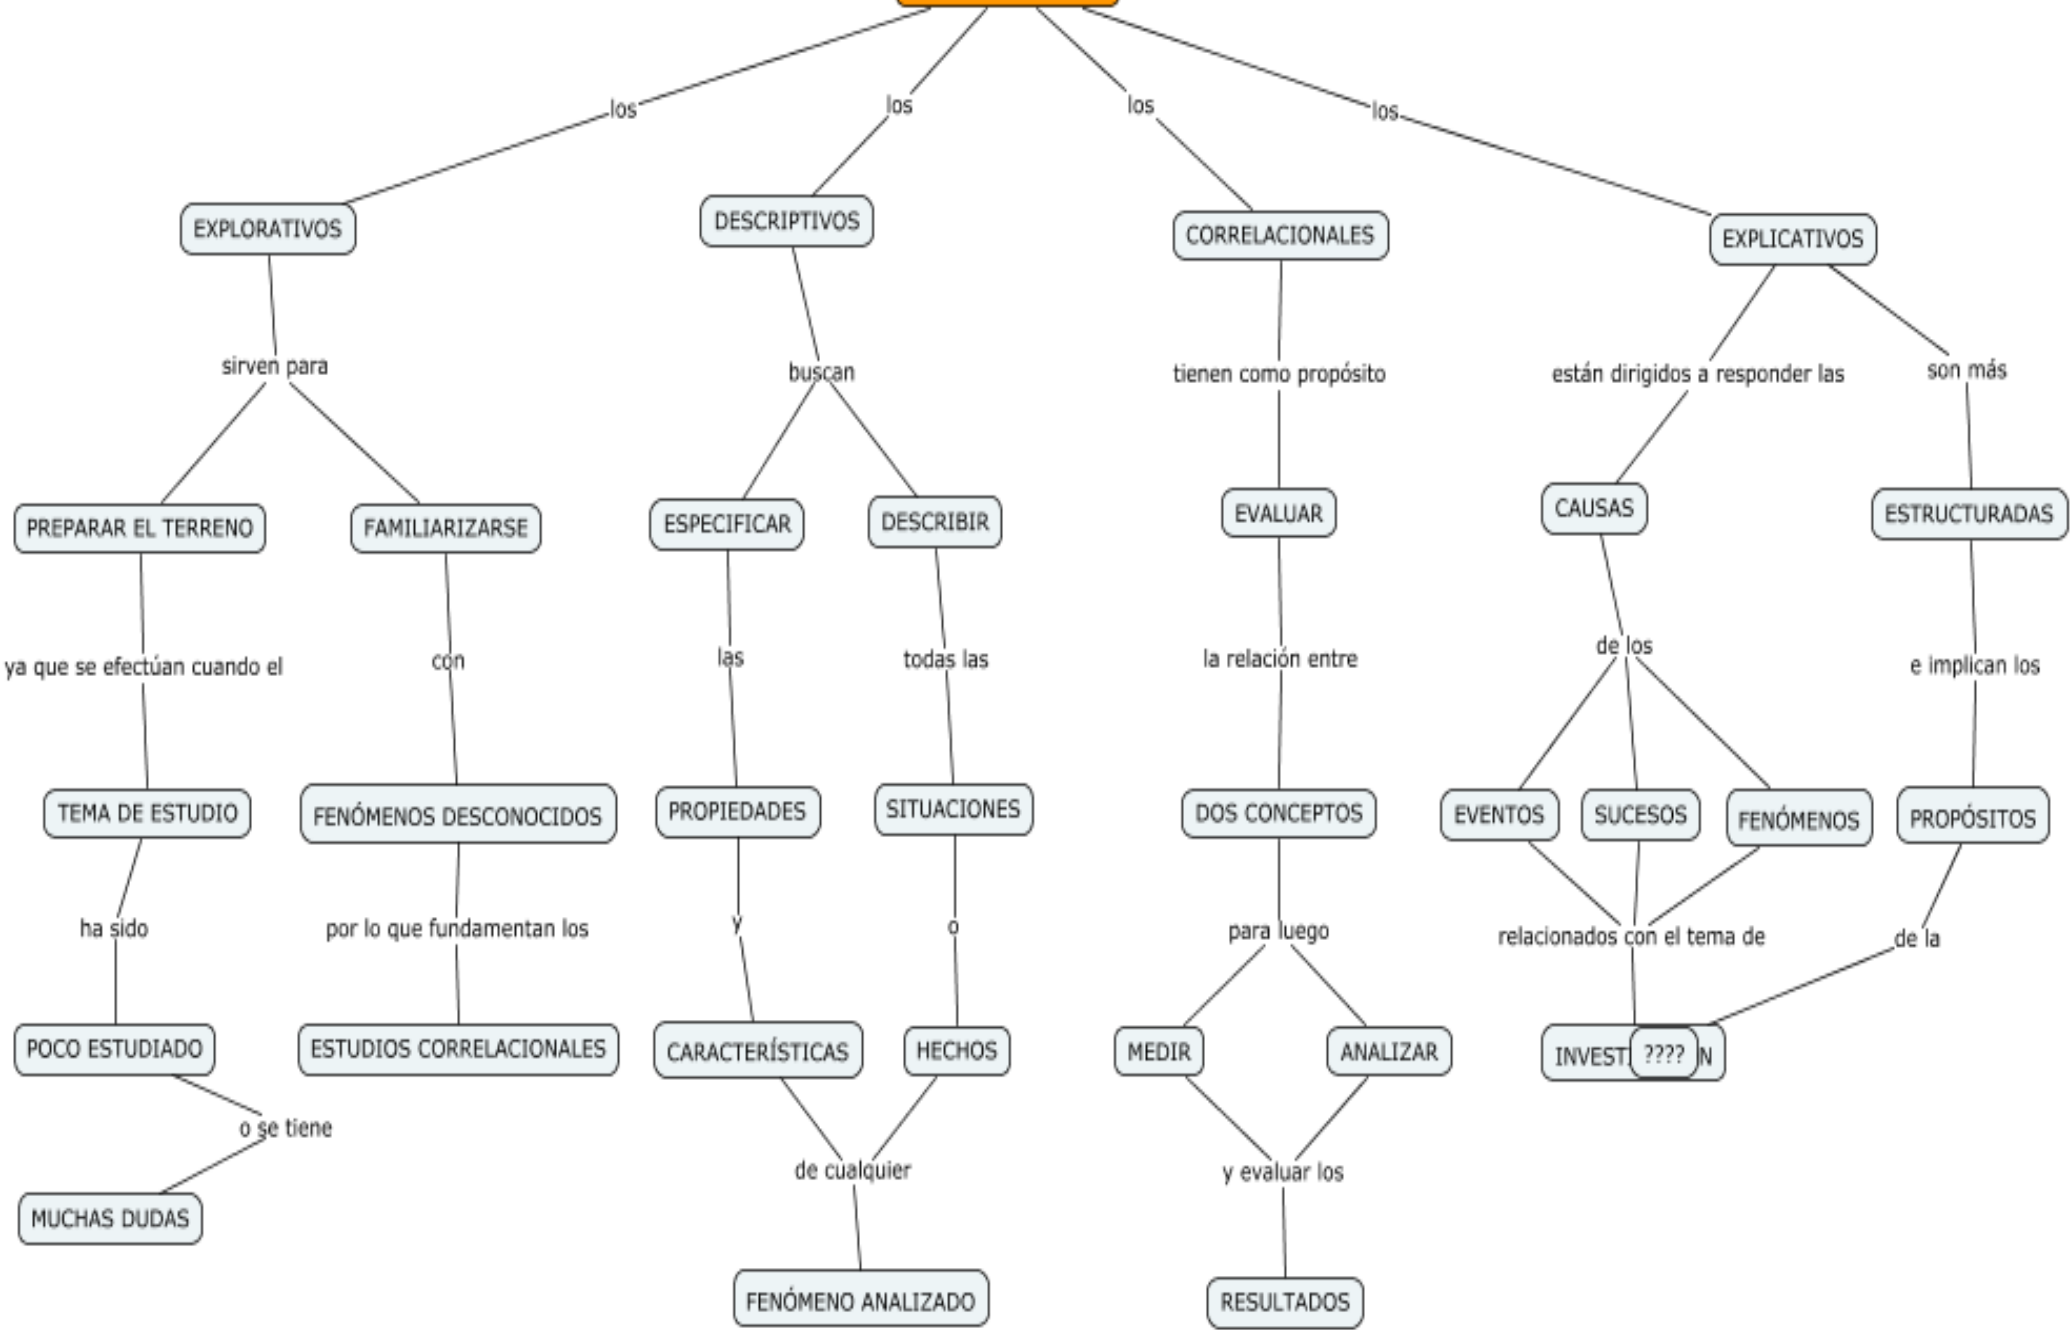 los
los
los
los
EXPLORATIVOS
DESCRIPTIVOS
CORRELACIONALES
EXPLICATIVOS
sirven para
buscan
tienen como propósito
están dirigidos a responder las
son más
PREPARAR EL TERRENO
FAMILIARIZARSE
ESPECIFICAR
DESCRIBIR
EVALUAR
CAUSAS
ESTRUCTURADAS
ya que se efectúan cuando el
con
las
todas las
la relación entre
de los
e implican los
TEMA DE ESTUDIO
FENÓMENOS DESCONOCIDOS
PROPIEDADES
SITUACIONES
DOS CONCEPTOS
EVENTOS
SUCESOS
FENÓMENOS
PROPÓSITOS
ha sido
por lo que fundamentan los
y
o
para luego
relacionados con el tema de
de la
POCO ESTUDIADO
ESTUDIOS CORRELACIONALES
CARACTERÍSTICAS
HECHOS
MEDIR
ANALIZAR
????
o se tiene
de cualquier
y evaluar los
MUCHAS DUDAS
FENÓMENO ANALIZADO
RESULTADOS